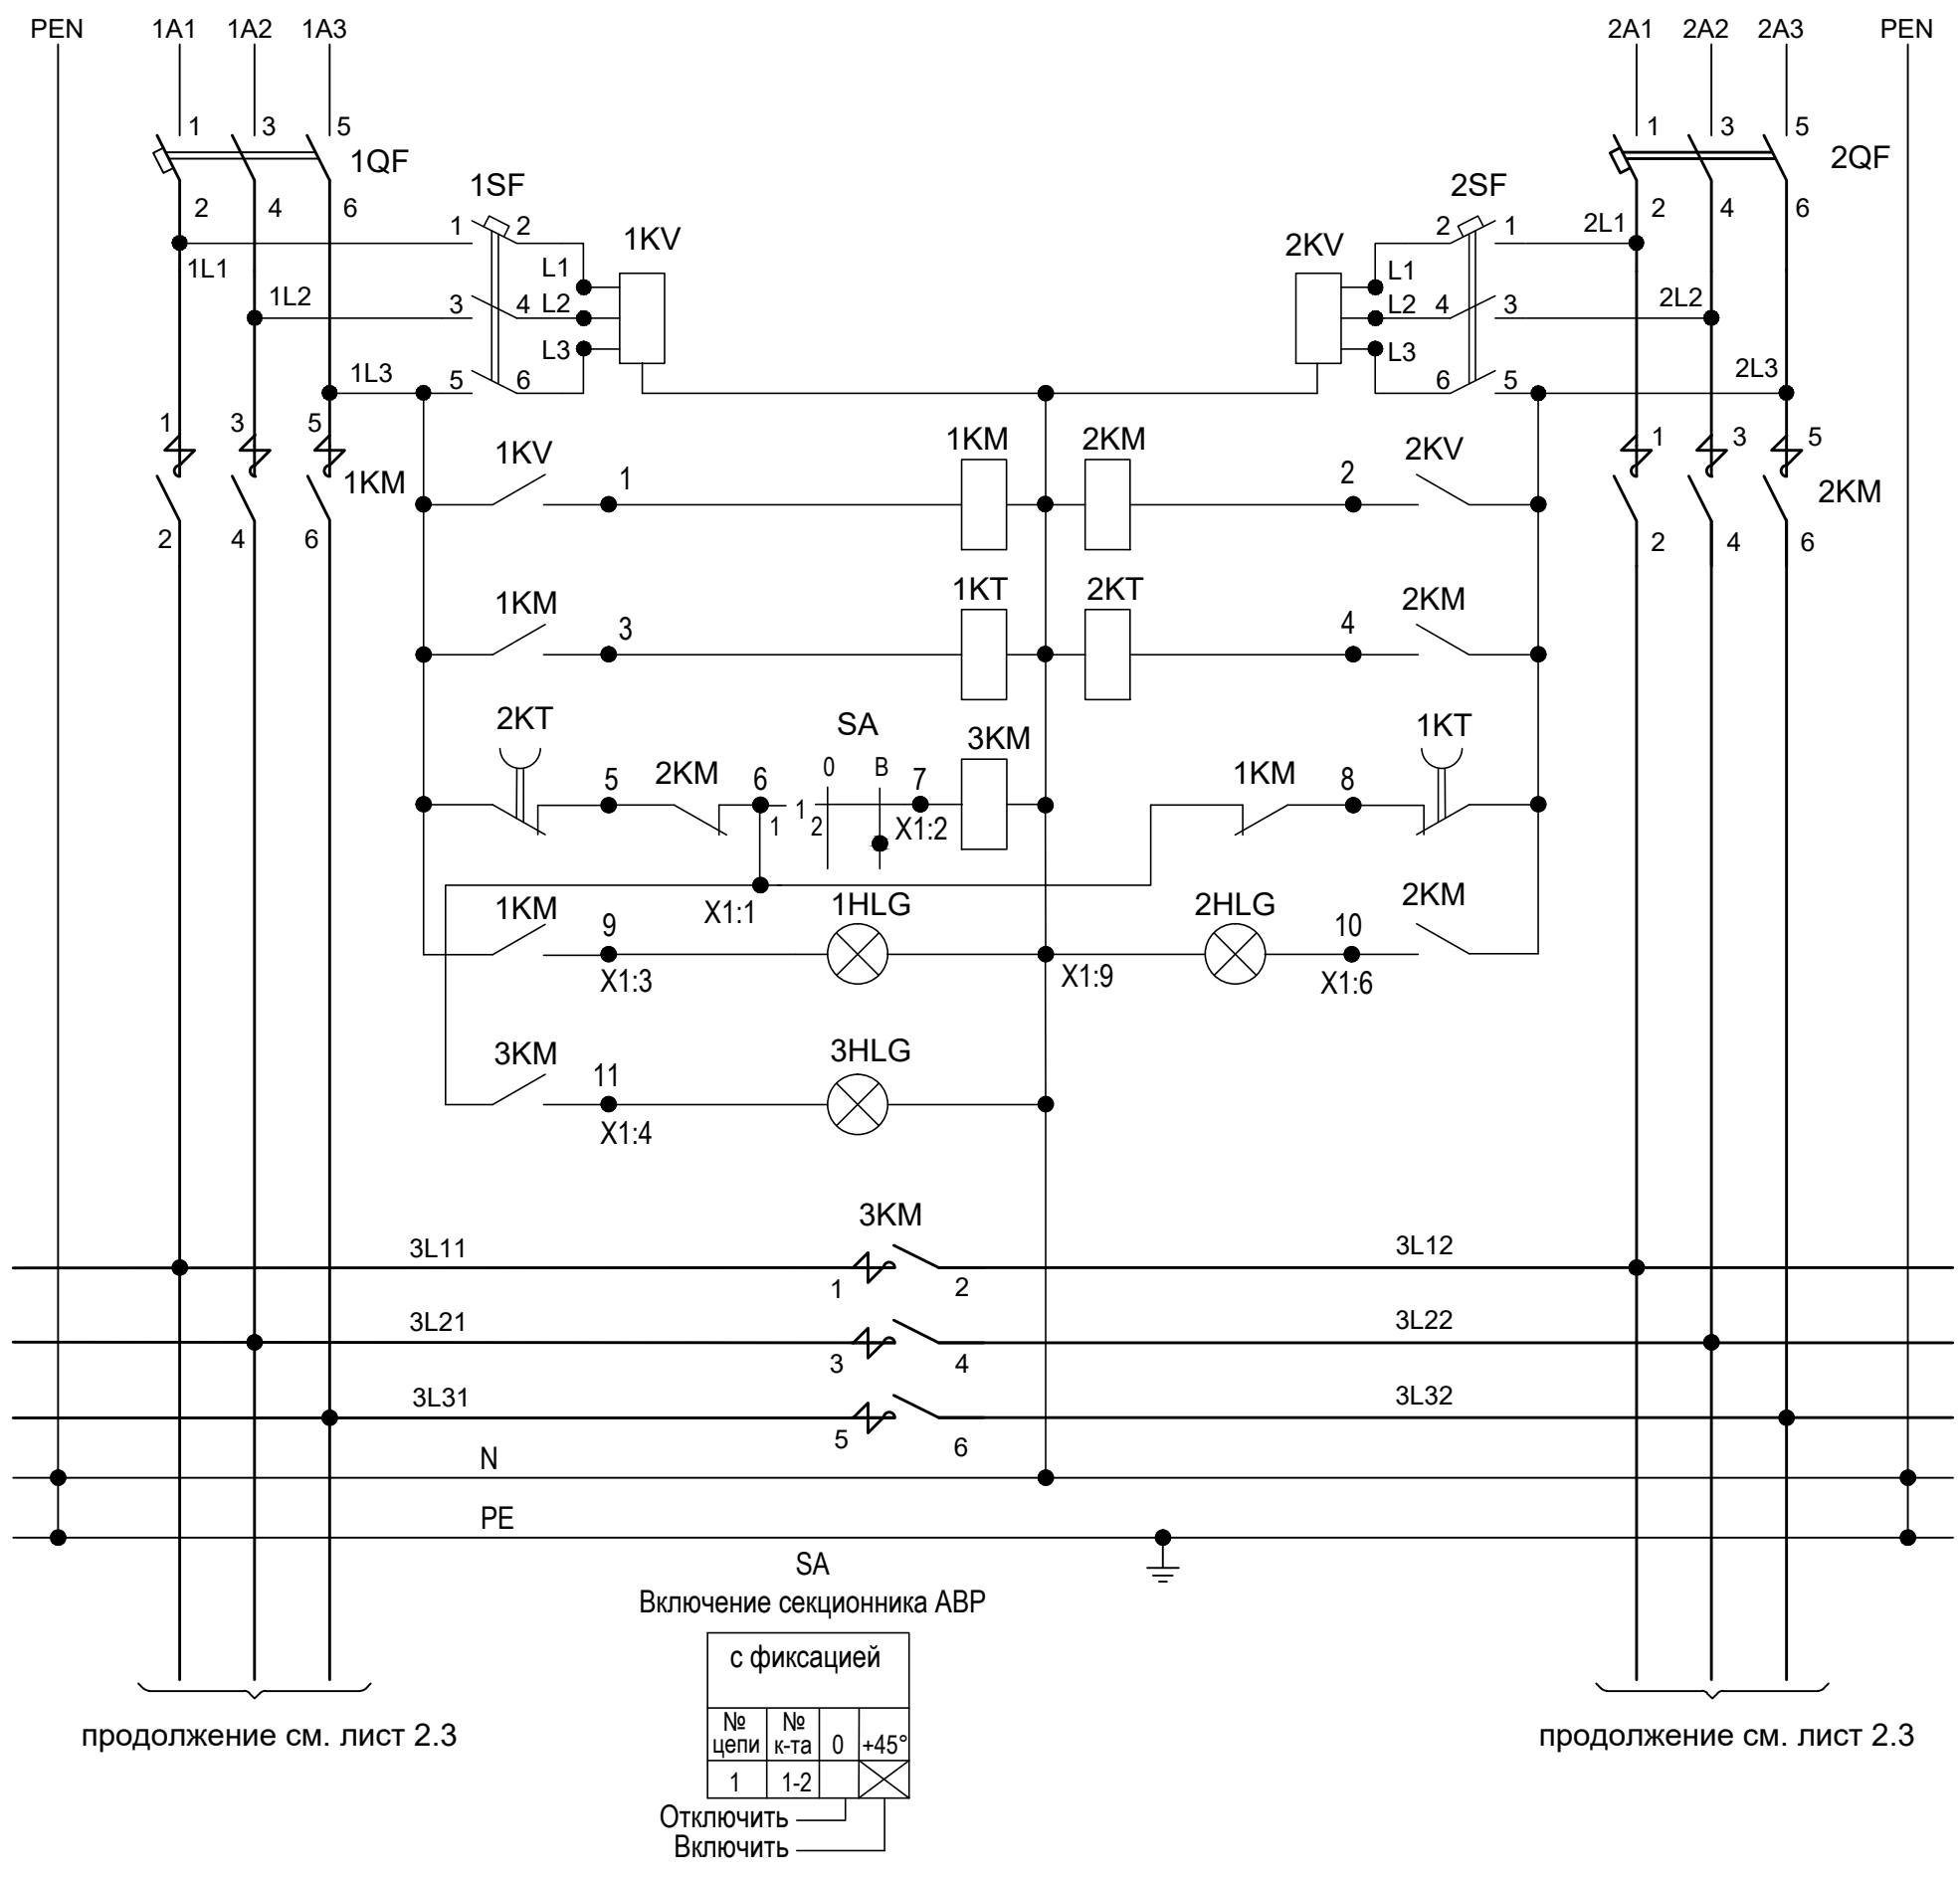 PEN 1A1 1A2 1A3 2A1 2A2 2A3 PEN
1 3 5 1QF 1 3 5 2QF
2 4 6 1SF 2SF 2 4 6
1 2 1KV 2KV 2 1 2L1
1L1 L1 L1
1L2 3 4 L2 L2 4 3 2L2
1L3 L3 L3 2L3
5 6 6 5
1 3 5 1KV 1 1KM 2KM 2 2KV 1 3 5
1KM 2KM
2 4 6 2 4 6
1KM 3 1KT 2KT 4 2KM
2KT SA 3KM 1KT
5 2KM 6 0 В 7 1KM 8
1 1 2 X1:2
1KM 9 X1:1 1HLG 2HLG 10 2KM
X1:3 X1:9 X1:6
3KM 11 3HLG
X1:4
3KM
3L11 3L12
1 2
3L21 3L22
3 4
3L31 3L32
5 6
N
PE
SA
Включение секционника АВР
с фиксацией
№ цепи № к-та 0 +45°
1 1-2
Отключить
Включить
продолжение см. лист 2.3 продолжение см. лист 2.3